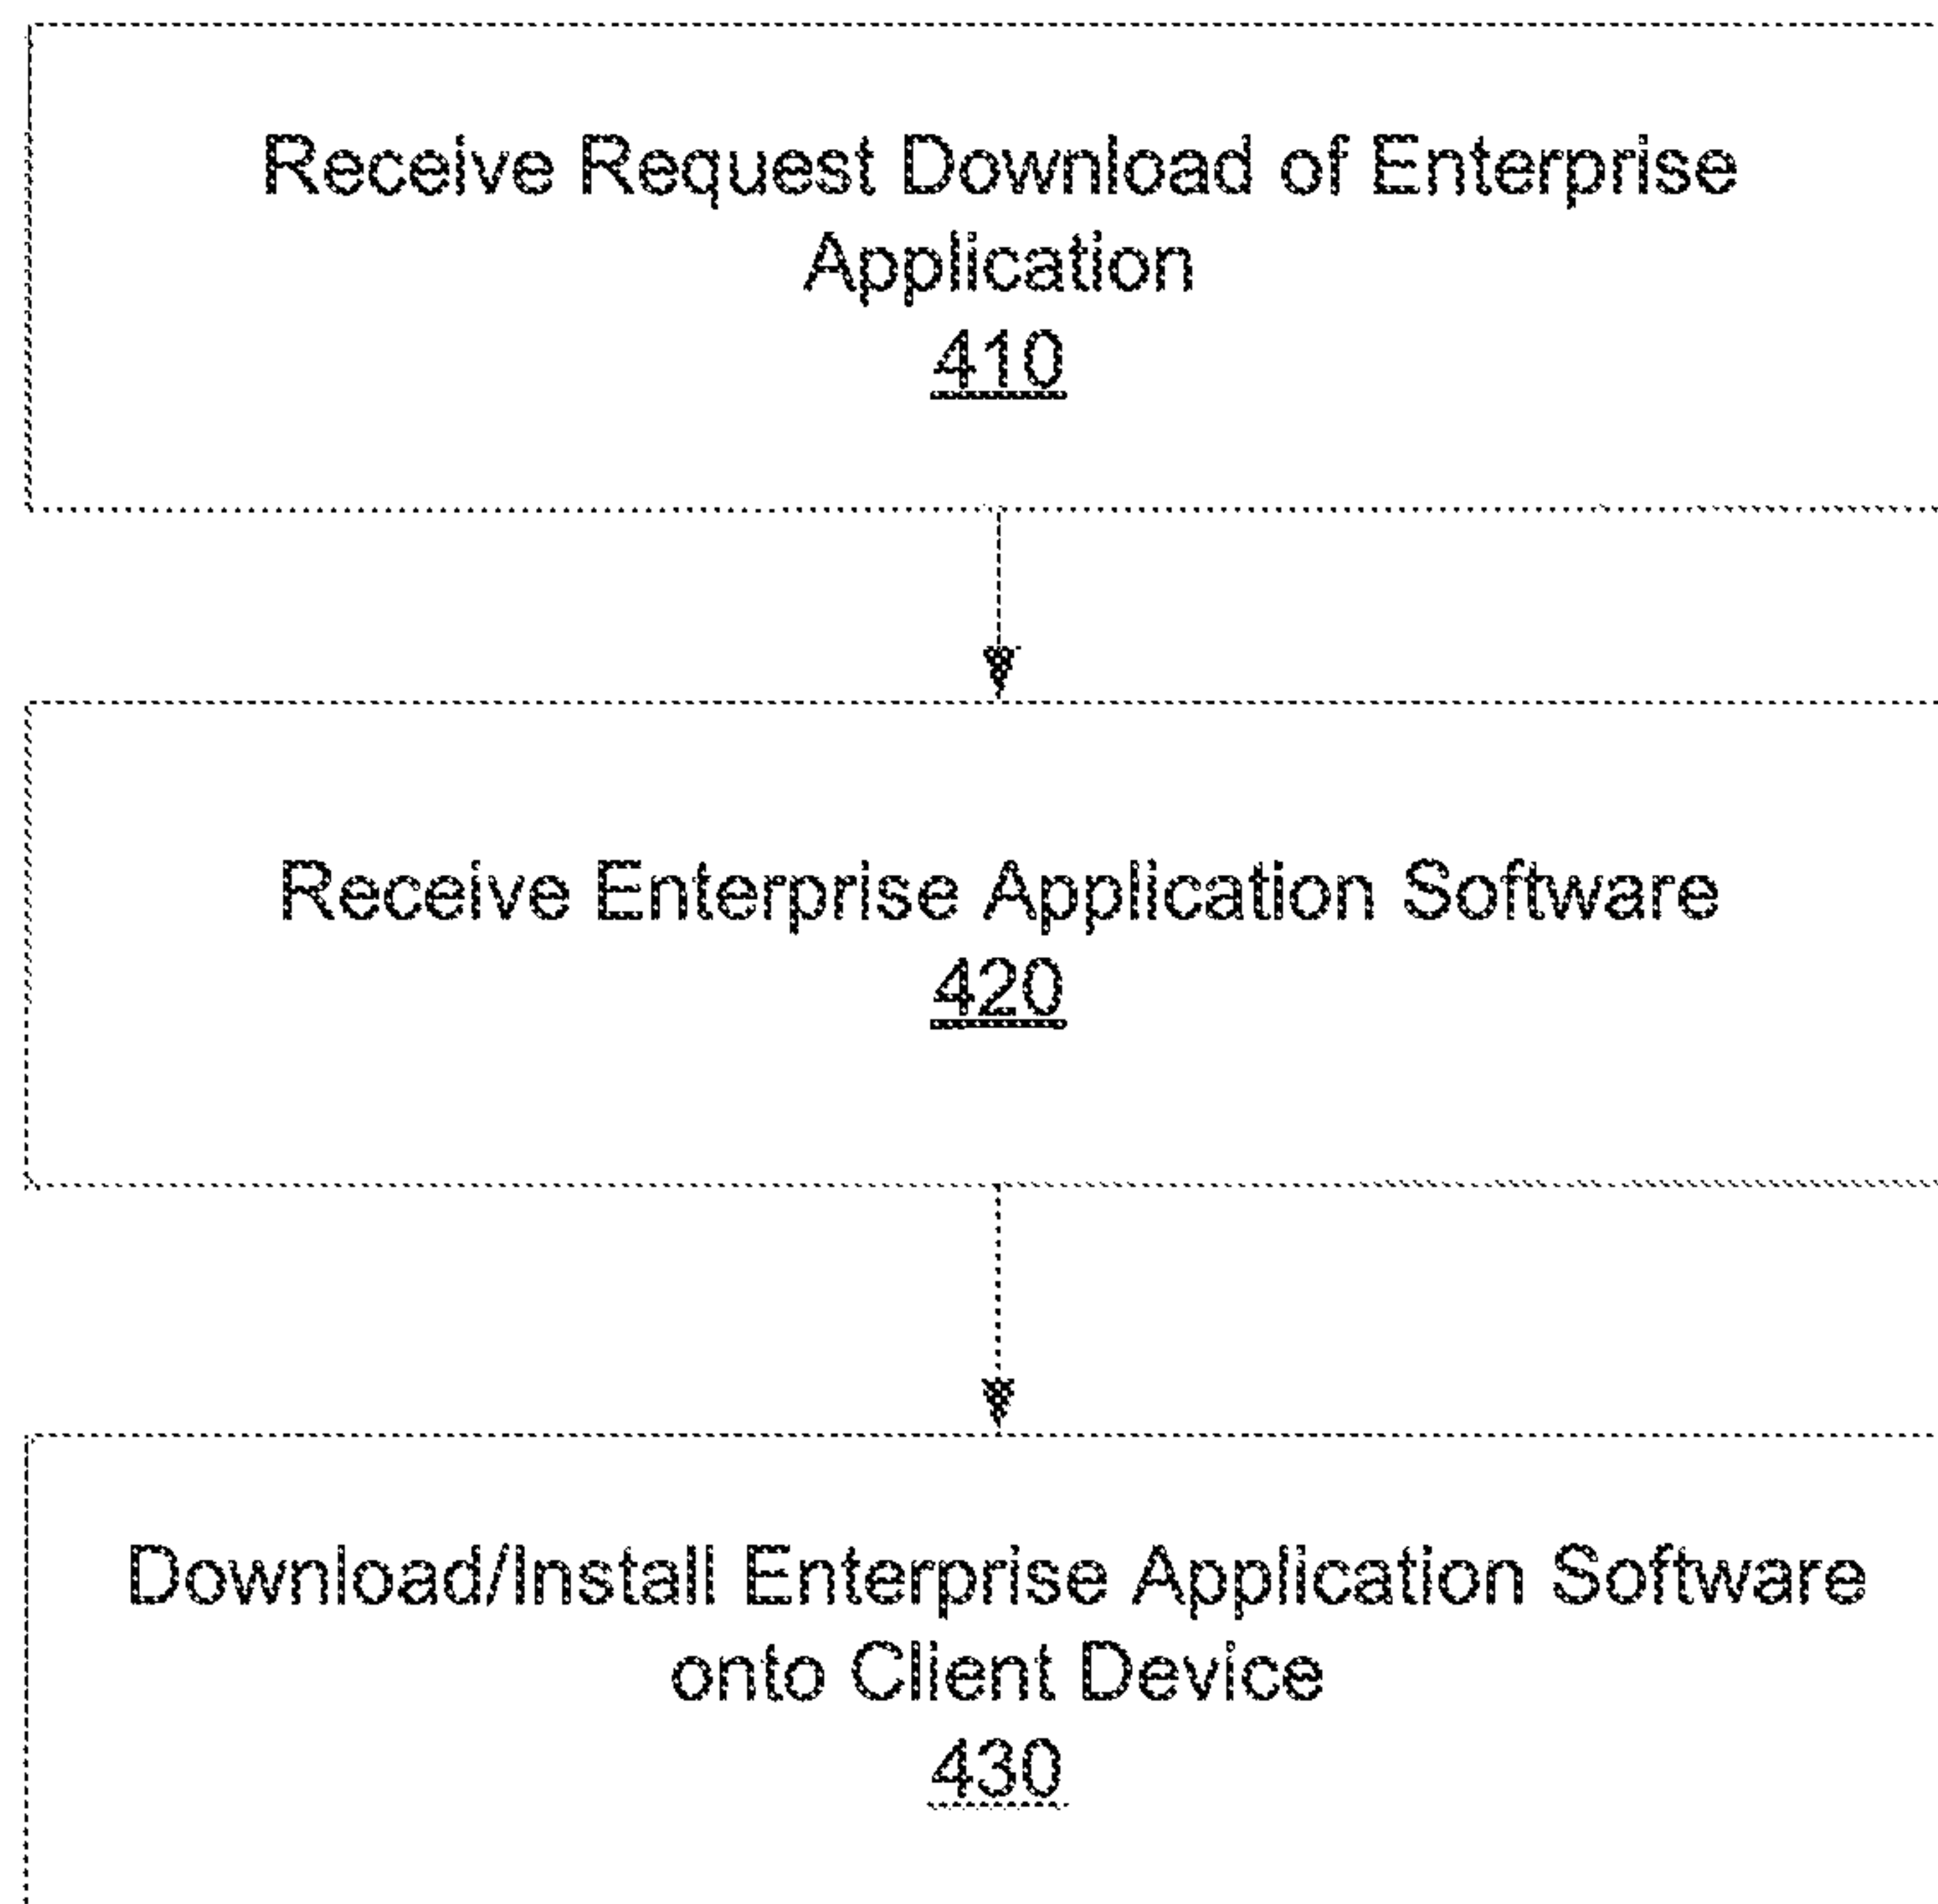 Receive Request Download of Enterprise
Application
410
Receive Enterprise Application Software
420
Download/Install Enterprise Application Software
onto Client Device
430